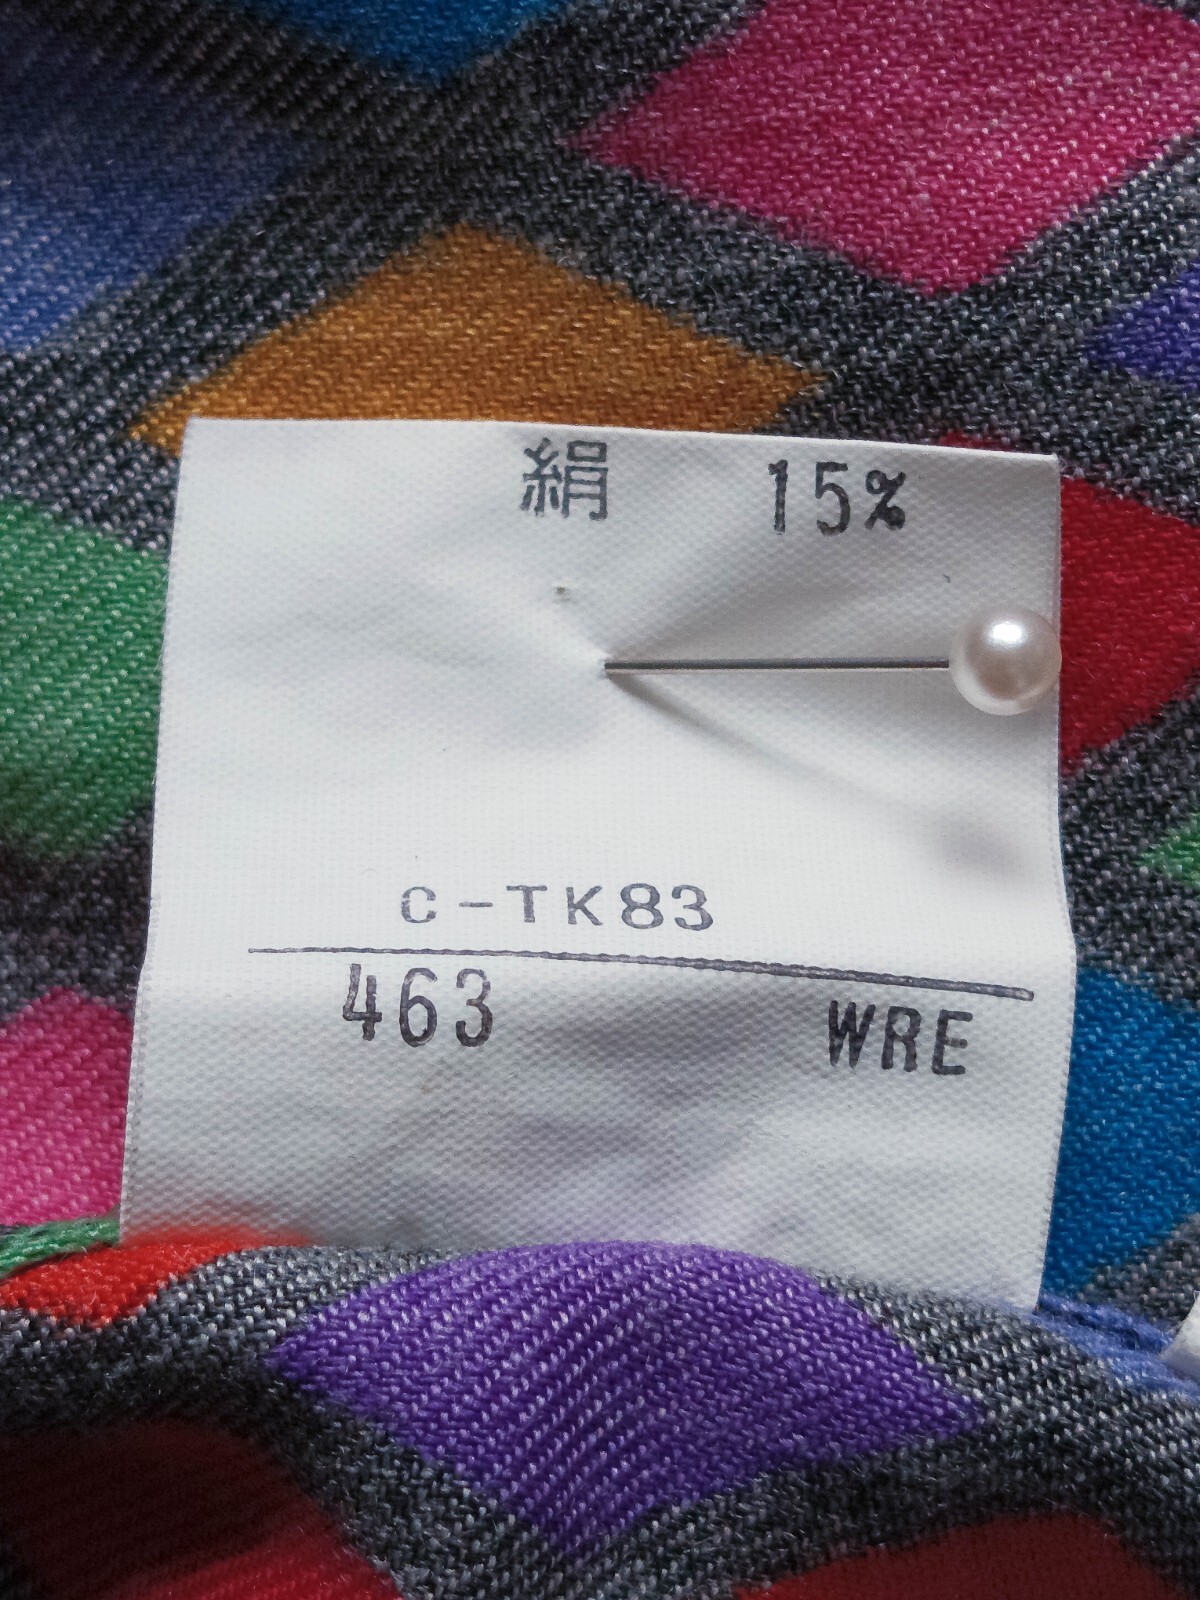 絹 15%
C-TK83
463 WRE